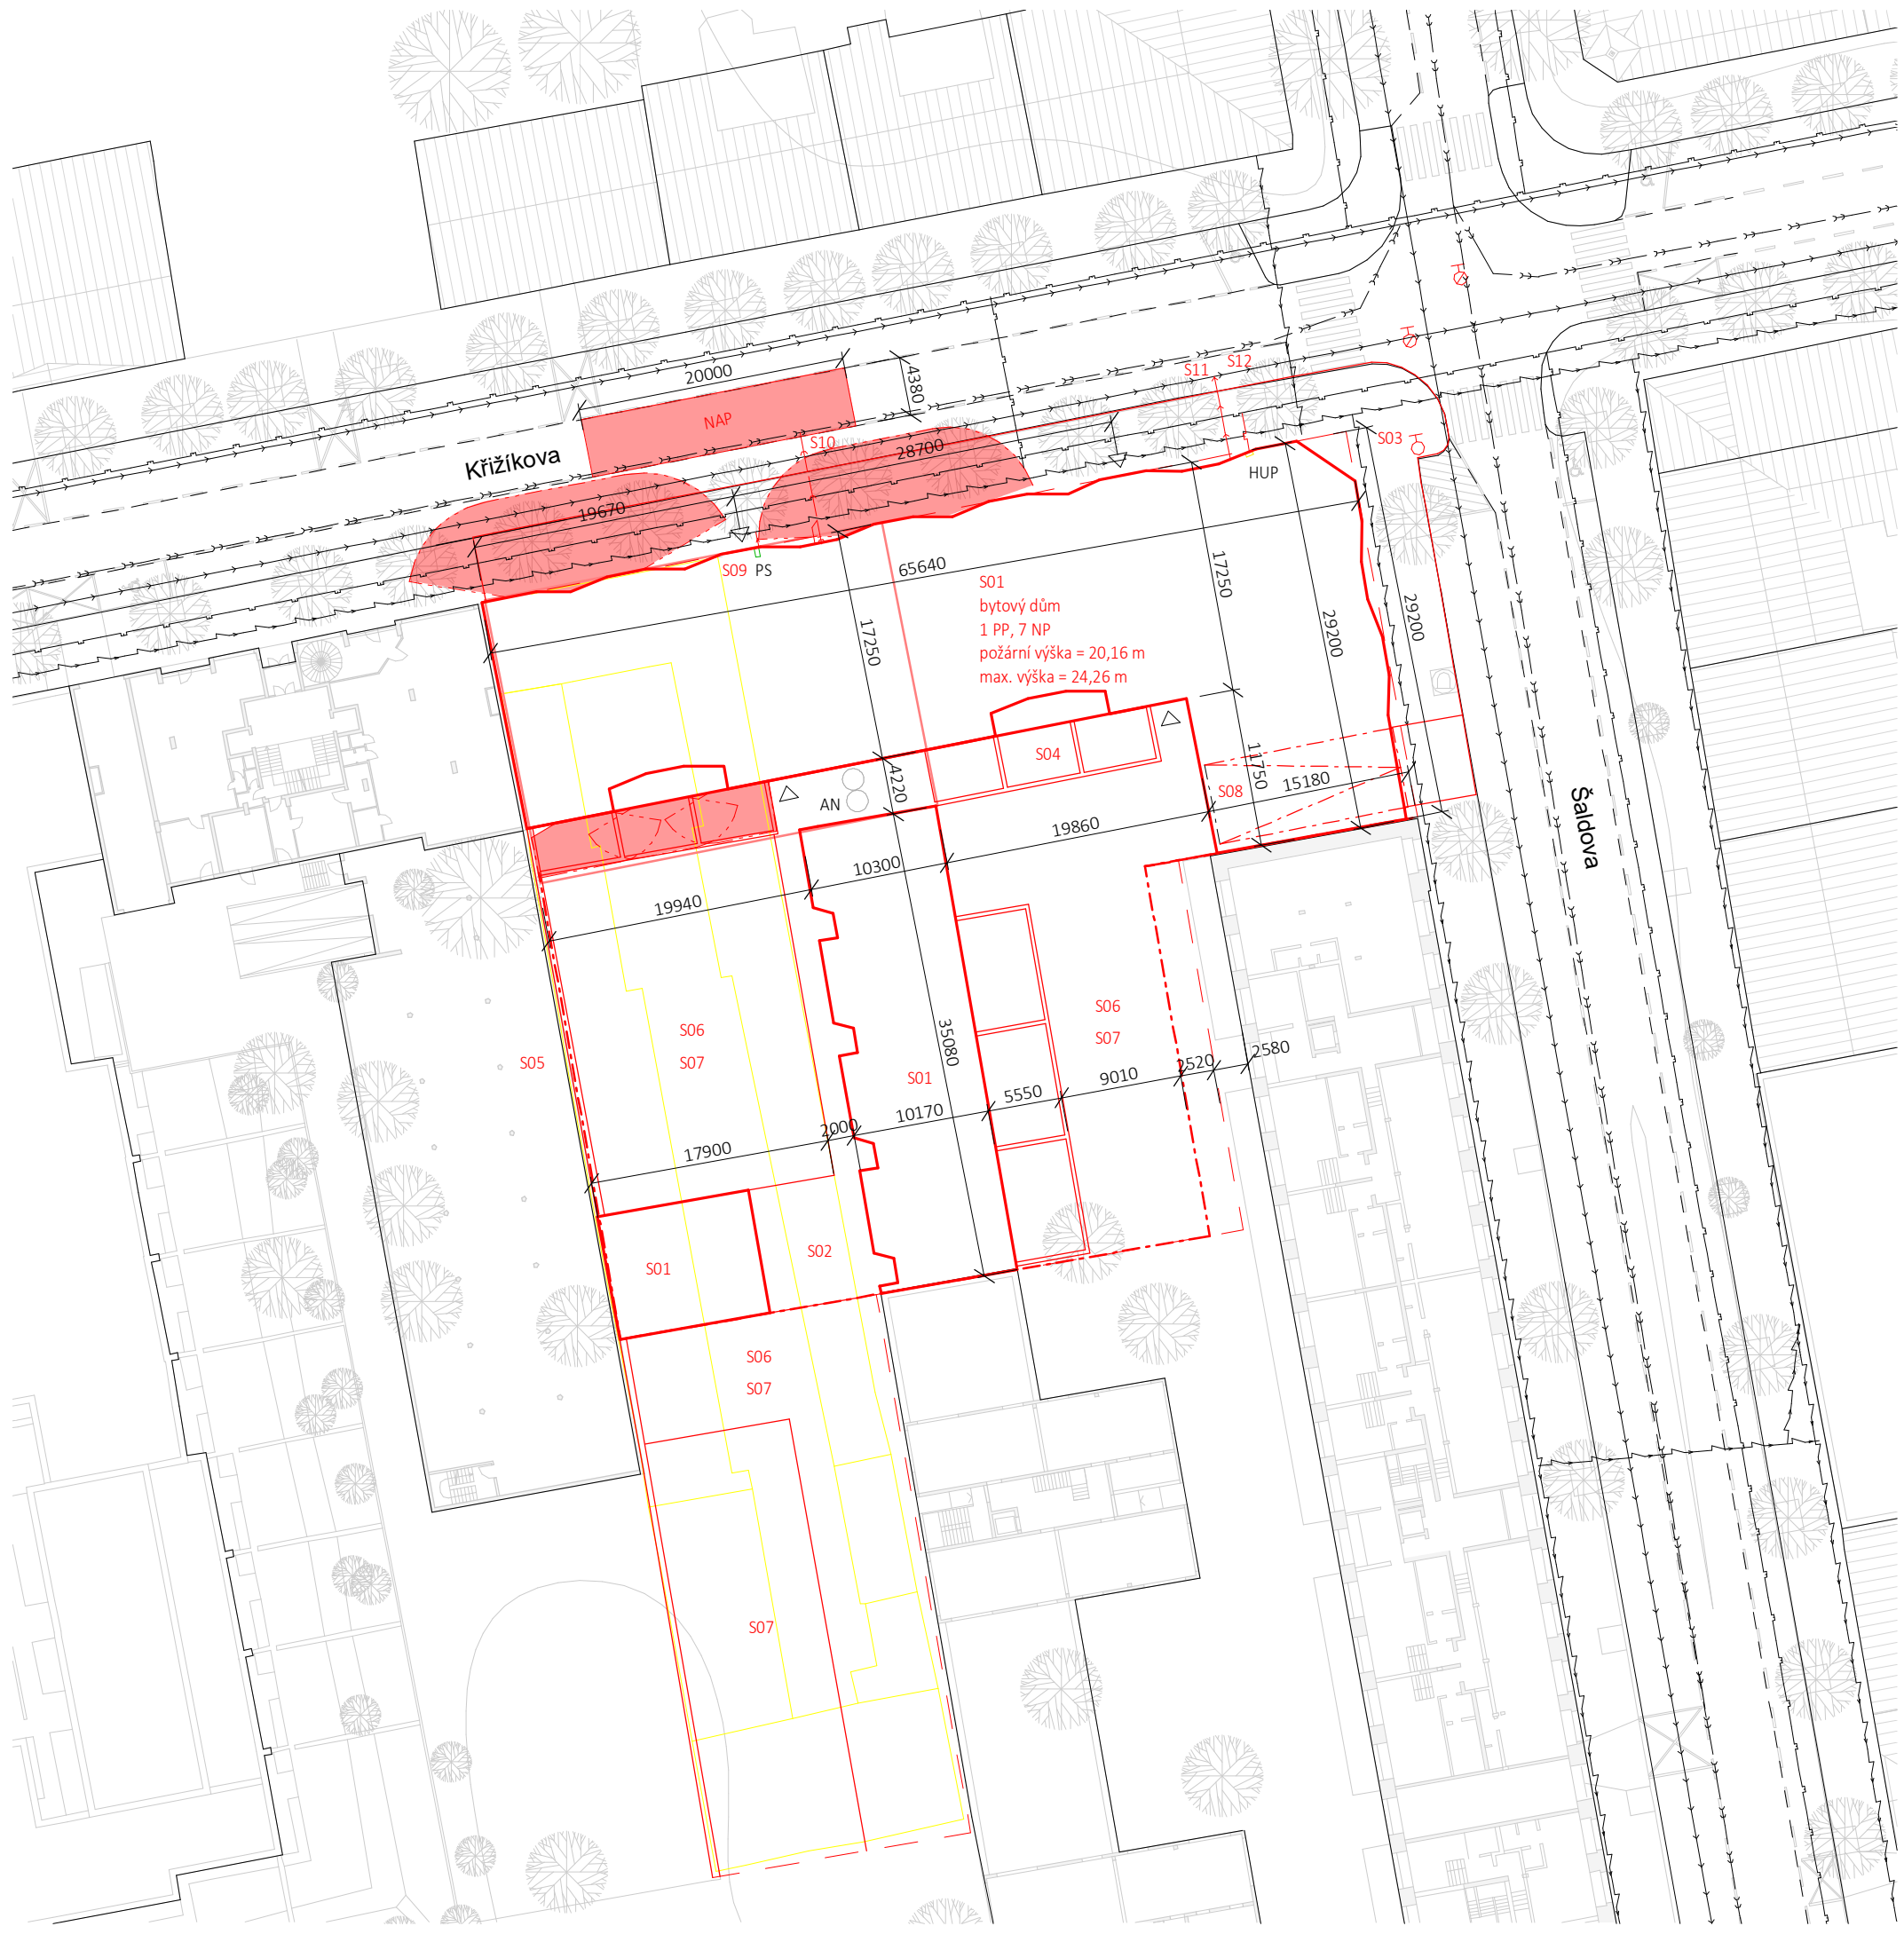 S12
S11
20000
4380
NAP
S10
S03
28700
Křižíkova
HUP
19670
65640
17250
S09 PS
S01
bytový dům
1 PP, 7 NP
požární výška = 20,16 m
max. výška = 24,26 m
29200
29200
17250
S04
11750
4220
15180
S08
AN
19860
Šaldova
10300
19940
S06
S07
S06
S07
35080
S05
2520
2580
S01
9010
5550
10170
2000
17900
S02
S01
S06
S07
S07